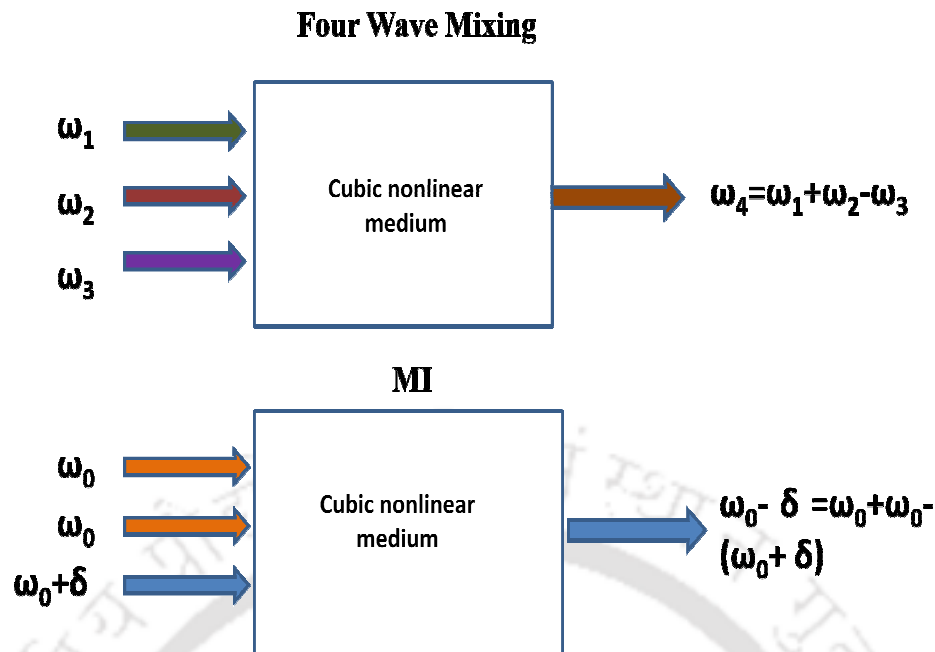 Four Wave Mixing
ω₁
ω₂
ω₃
Cubic nonlinear
medium
ω₄=ω₁+ω₂-ω₃
MI
ω₀
ω₀
ω₀+δ
Cubic nonlinear
medium
ω₀- δ =ω₀+ω₀-
(ω₀+ δ)